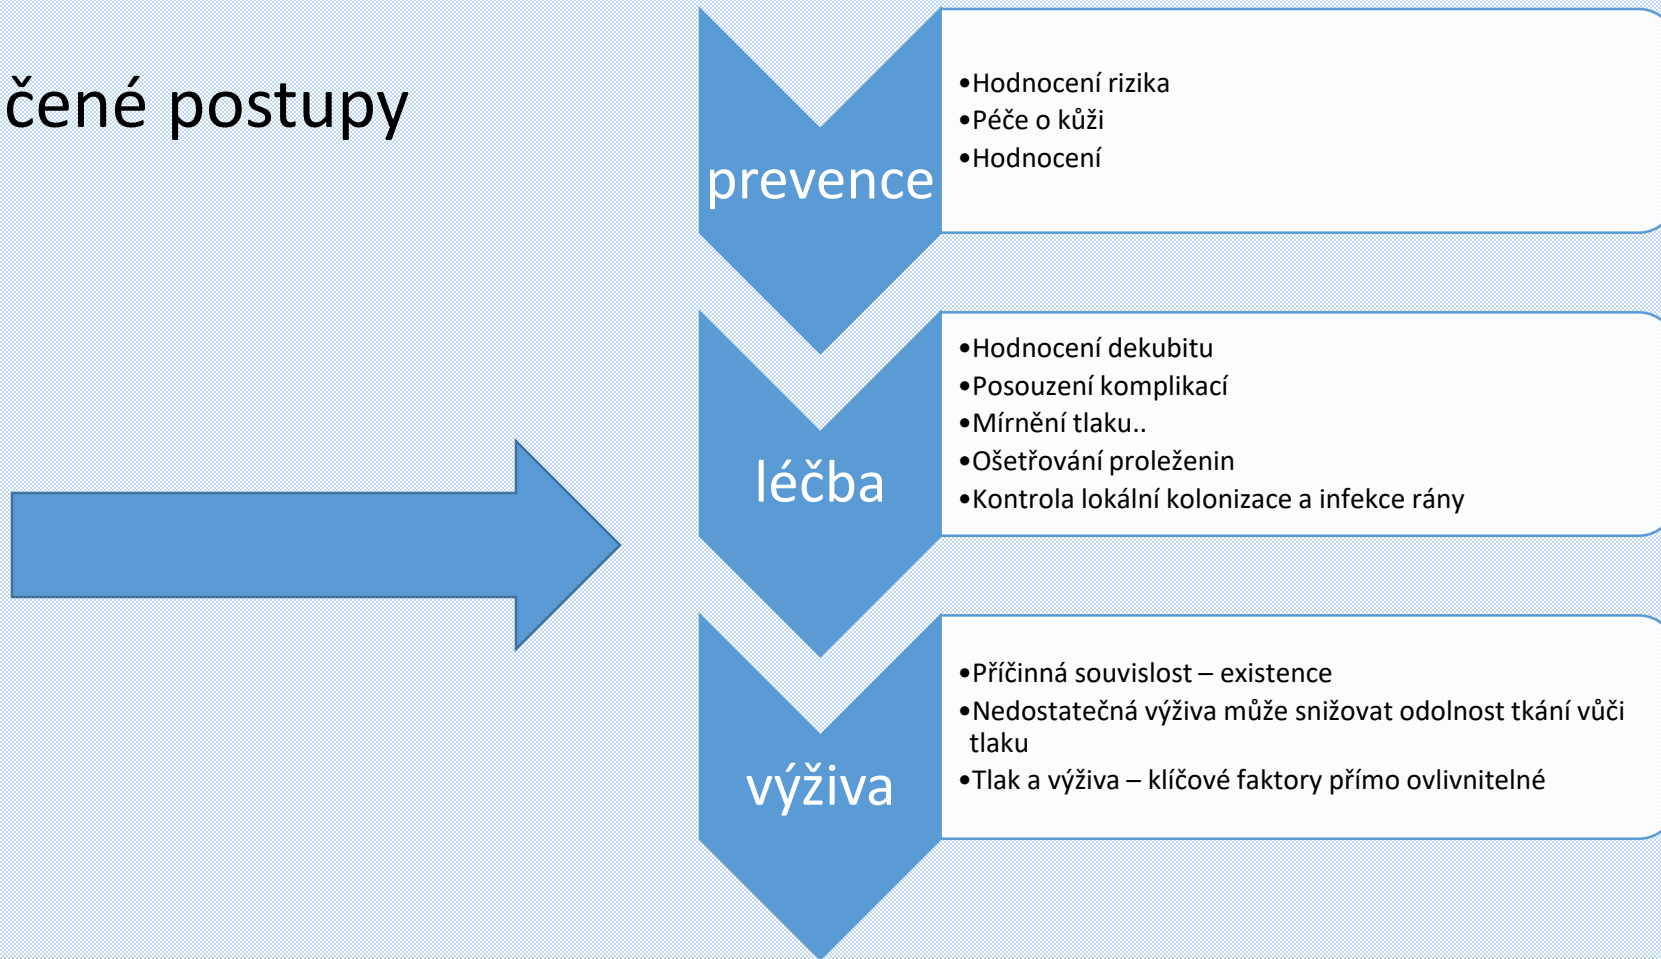 čené postupy
prevence
•Hodnocení rizika
•Péče o kůži
•Hodnocení
léčba
•Hodnocení dekubitu
•Posouzení komplikací
•Mírnění tlaku..
•Ošetřování proleženin
•Kontrola lokální kolonizace a infekce rány
výživa
•Příčinná souvislost – existence
•Nedostatečná výživa může snižovat odolnost tkání vůči
tlaku
•Tlak a výživa – klíčové faktory přímo ovlivnitelné